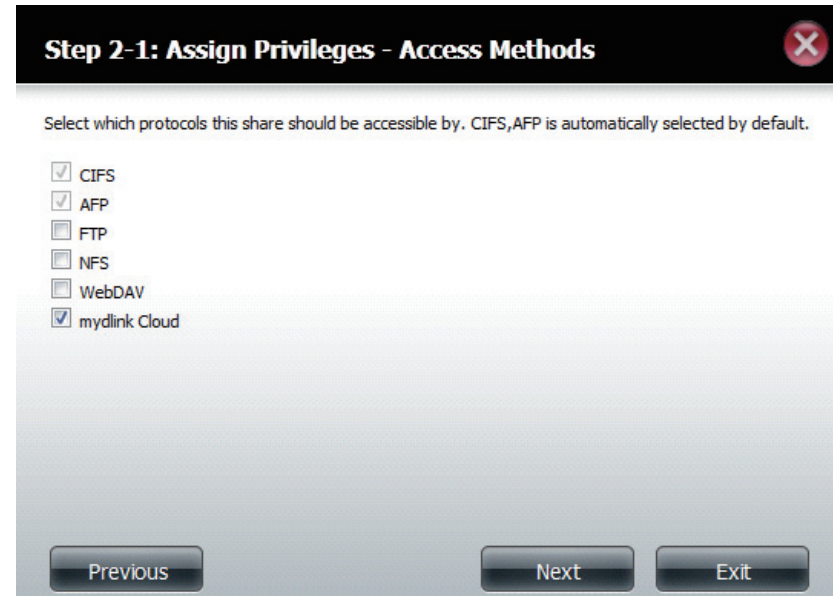 Step 2-1: Assign Privileges - Access Methods
Select which protocols this share should be accessible by. CIFS,AFP is automatically selected by default.
CIFS
AFP
FTP
NFS
WebDAV
mydlink Cloud
Previous
Next
Exit